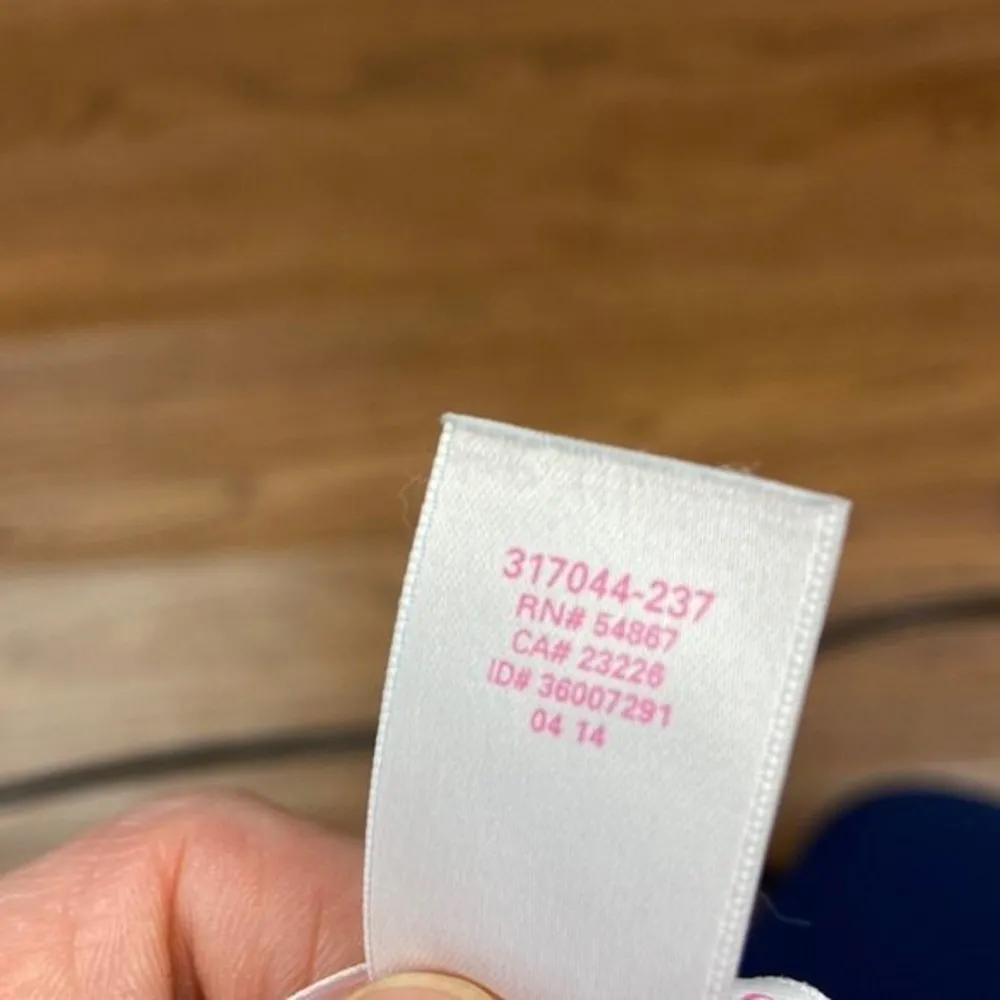 317044-237
RN# 54867
CA# 23226
ID# 36007291
04 14